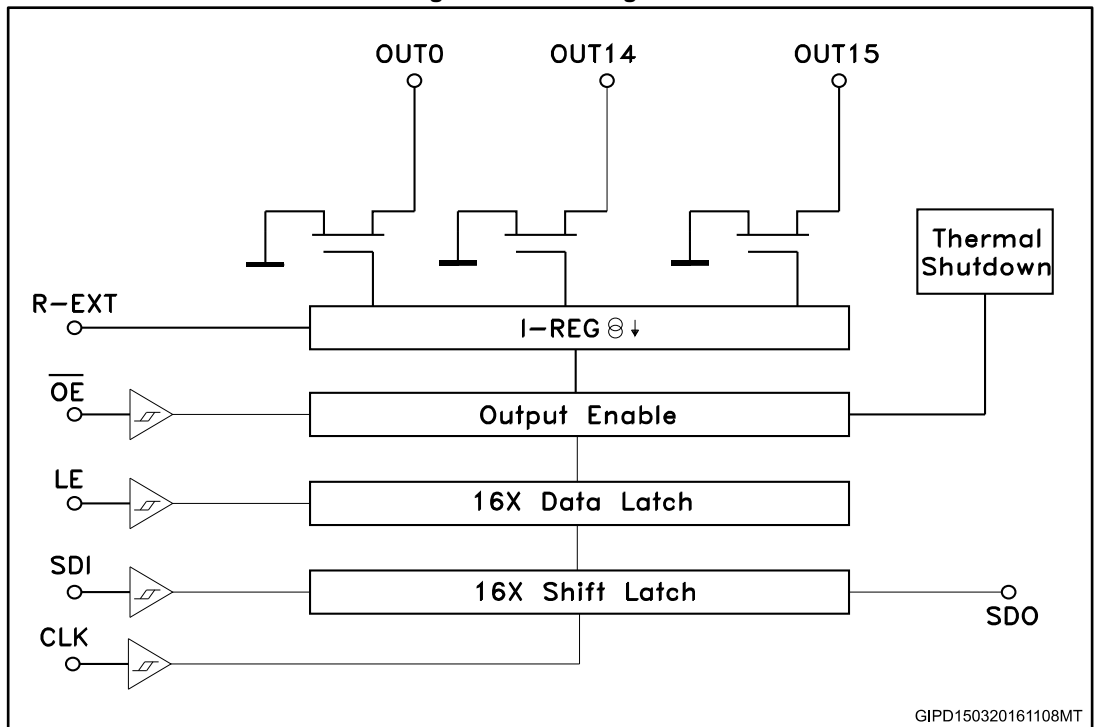 OUT0 OUT14 OUT15
Thermal
Shutdown
R-EXT
I-REG
OE
Output Enable
LE
16X Data Latch
SDI
16X Shift Latch
SDO
CLK
GIPD150320161108MT